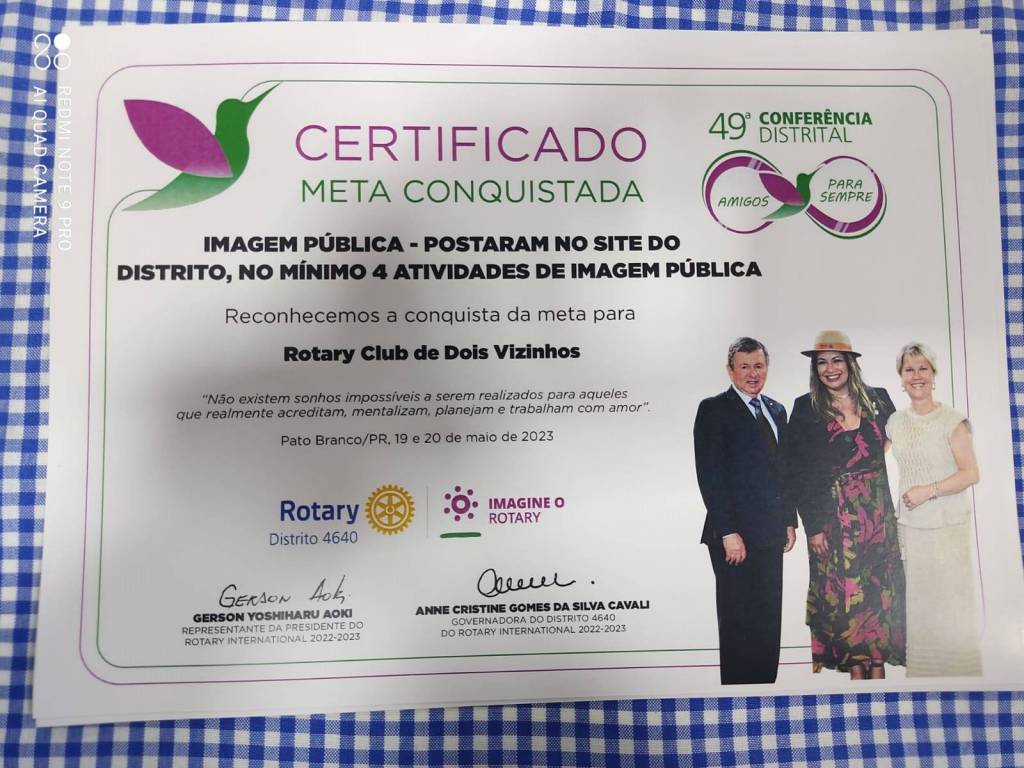 CERTIFICADO
META CONQUISTADA
49ª CONFERÊNCIA
DISTRITAL
AMIGOS
PARA
SEMPRE
IMAGEM PÚBLICA - POSTARAM NO SITE DO
DISTRITO, NO MÍNIMO 4 ATIVIDADES DE IMAGEM PÚBLICA
Reconhecemos a conquista da meta para
Rotary Club de Dois Vizinhos
“Não existem sonhos impossíveis a serem realizados para aqueles
que realmente acreditam, mentalizam, planejam e trabalham com amor”.
Pato Branco/PR, 19 e 20 de maio de 2023
Rotary
Distrito 4640
IMAGINE O
ROTARY
GERSON Aoki
GERSON YOSHIHARU AOKI
REPRESENTANTE DA PRESIDENTE DO
ROTARY INTERNATIONAL 2022-2023
ANNE CRISTINE GOMES DA SILVA CAVALI
GOVERNADORA DO DISTRITO 4640
DO ROTARY INTERNATIONAL 2022-2023
REDMI NOTE 9 PRO
AI QUAD CAMERA